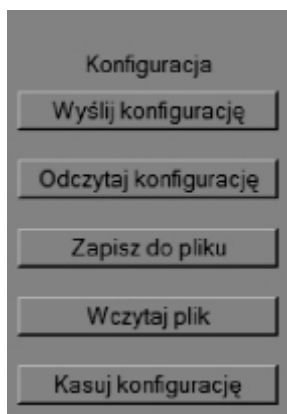 Konfiguracja
Wyślij konfigurację
Odczytaj konfigurację
Zapisz do pliku
Wczytaj plik
Kasuj konfigurację